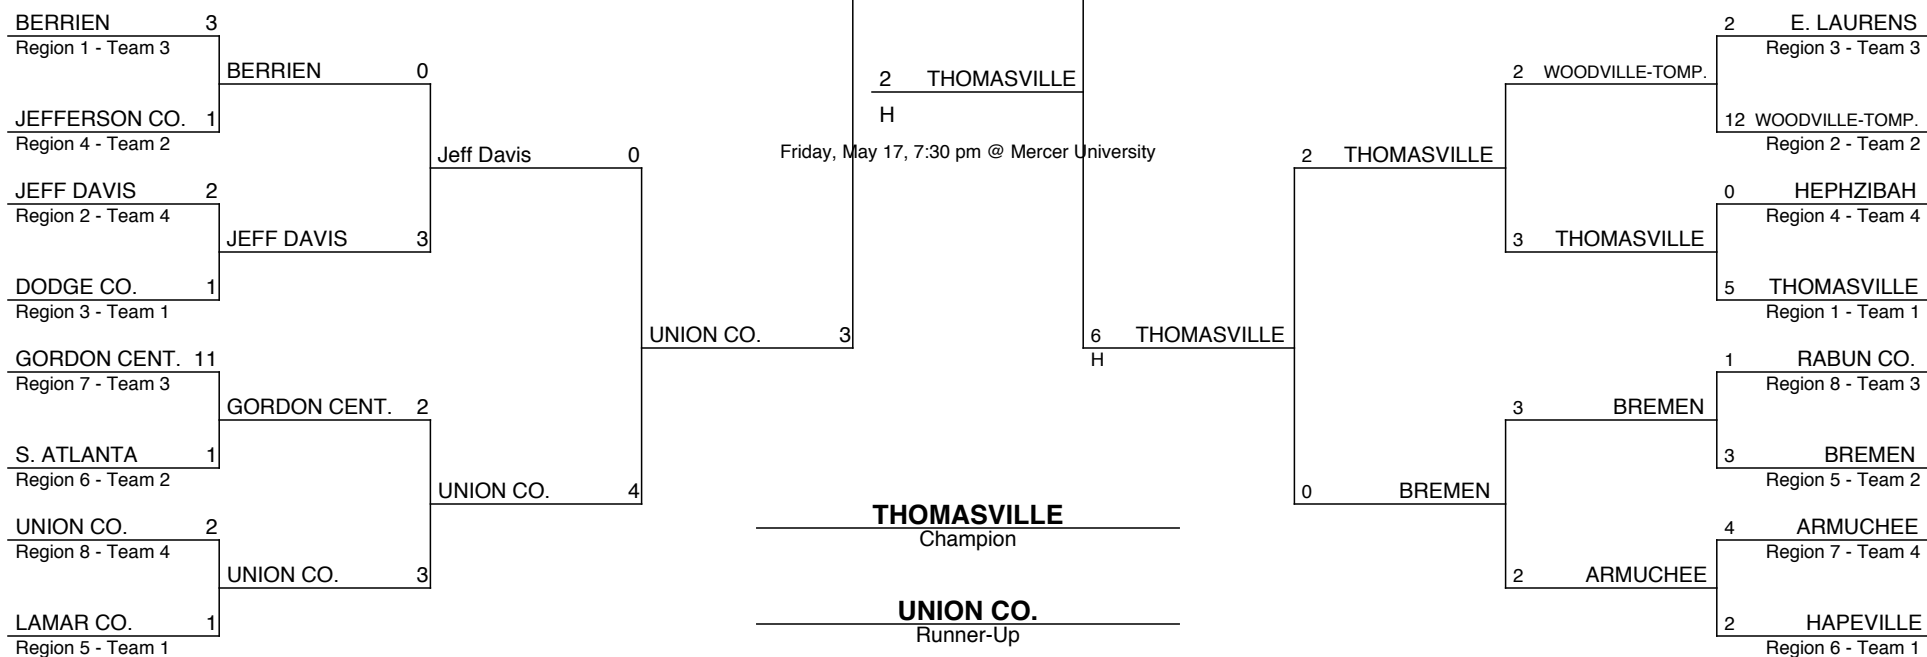 BERRIEN 3
Region 1 - Team 3
JEFFERSON CO. 1
Region 4 - Team 2
JEFF DAVIS 2
Region 2 - Team 4
DODGE CO. 1
Region 3 - Team 1
GORDON CENT. 11
Region 7 - Team 3
S. ATLANTA 1
Region 6 - Team 2
UNION CO. 2
Region 8 - Team 4
LAMAR CO. 1
Region 5 - Team 1
BERRIEN 0
JEFF DAVIS 3
GORDON CENT. 2
UNION CO. 3
Jeff Davis 0
UNION CO. 4
UNION CO. 3
2 THOMASVILLE
H
Friday, May 17, 7:30 pm @ Mercer University
THOMASVILLE
Champion
UNION CO.
Runner-Up
6 THOMASVILLE
H
2 THOMASVILLE
0 BREMEN
2 WOODVILLE-TOMP.
3 THOMASVILLE
3 BREMEN
2 ARMUCHEE
2 E. LAURENS
Region 3 - Team 3
12 WOODVILLE-TOMP.
Region 2 - Team 2
0 HEPHZIBAH
Region 4 - Team 4
5 THOMASVILLE
Region 1 - Team 1
1 RABUN CO.
Region 8 - Team 3
3 BREMEN
Region 5 - Team 2
4 ARMUCHEE
Region 7 - Team 4
2 HAPEVILLE
Region 6 - Team 1